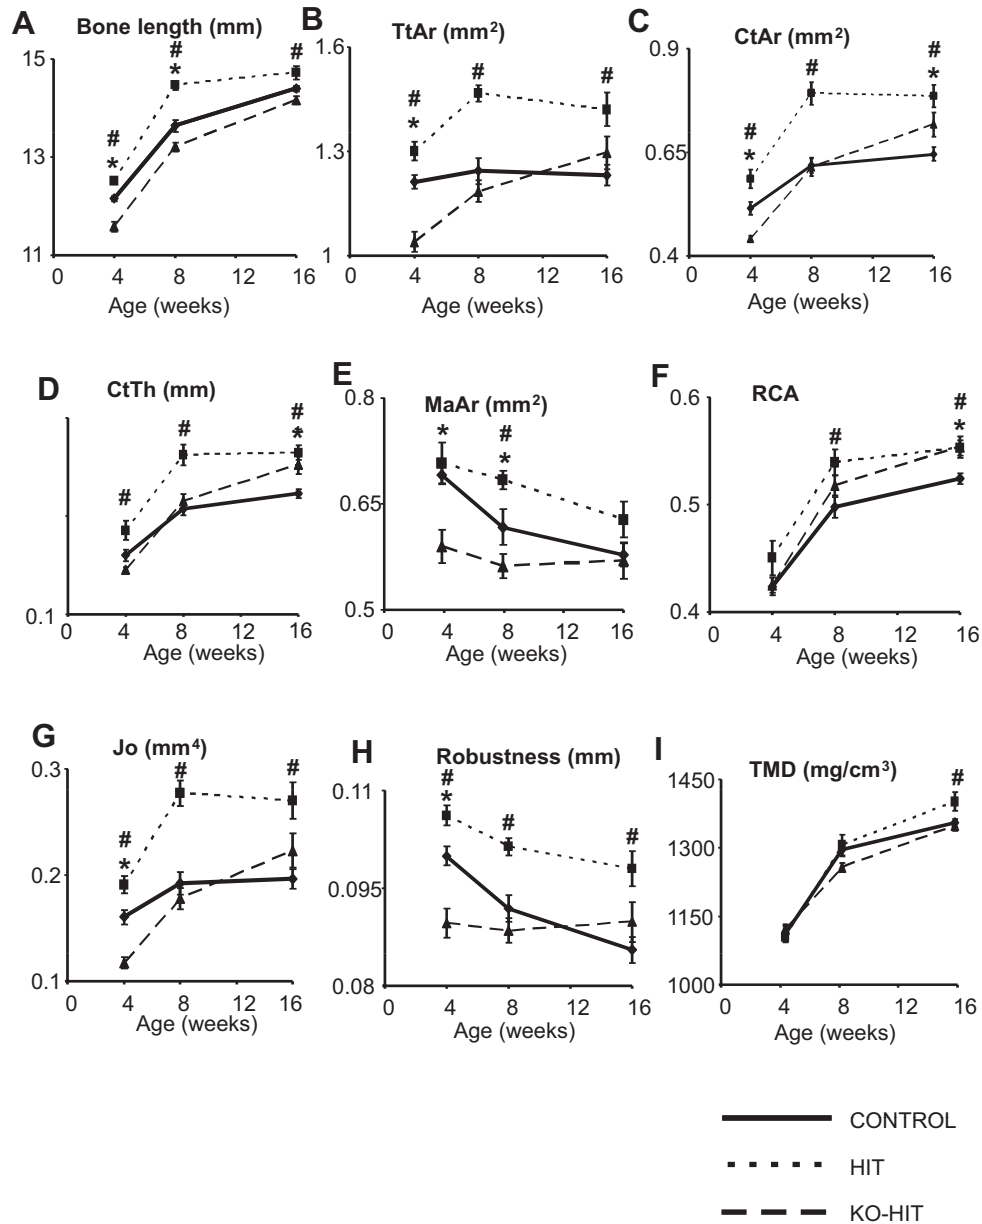 A B C
Bone length (mm) TtAr (mm²) CtAr (mm²)
# # # # # # # # #
* * * * *
15 1.6 0.9
13 1.3 0.65
11 1 0.4
0 4 8 12 16 0 4 8 12 16 0 4 8 12 16
Age (weeks) Age (weeks) Age (weeks)
D E F
CtTh (mm) MaAr (mm²) RCA
# # # # # #
* * * *
0.8 0.6
0.65 0.5
0.1 0.5 0.4
0 4 8 12 16 0 4 8 12 16 0 4 8 12 16
Age (weeks) Age (weeks) Age (weeks)
G H I
Jo (mm⁴) Robustness (mm) TMD (mg/cm³)
# # # # # # #
* *
0.3 0.11 1450
1300
0.2 0.095 1150
0.1 0.08 1000
0 4 8 12 16 0 4 8 12 16 0 4 8 12 16
Age (weeks) Age (weeks) Age (weeks)
CONTROL
HIT
KO-HIT